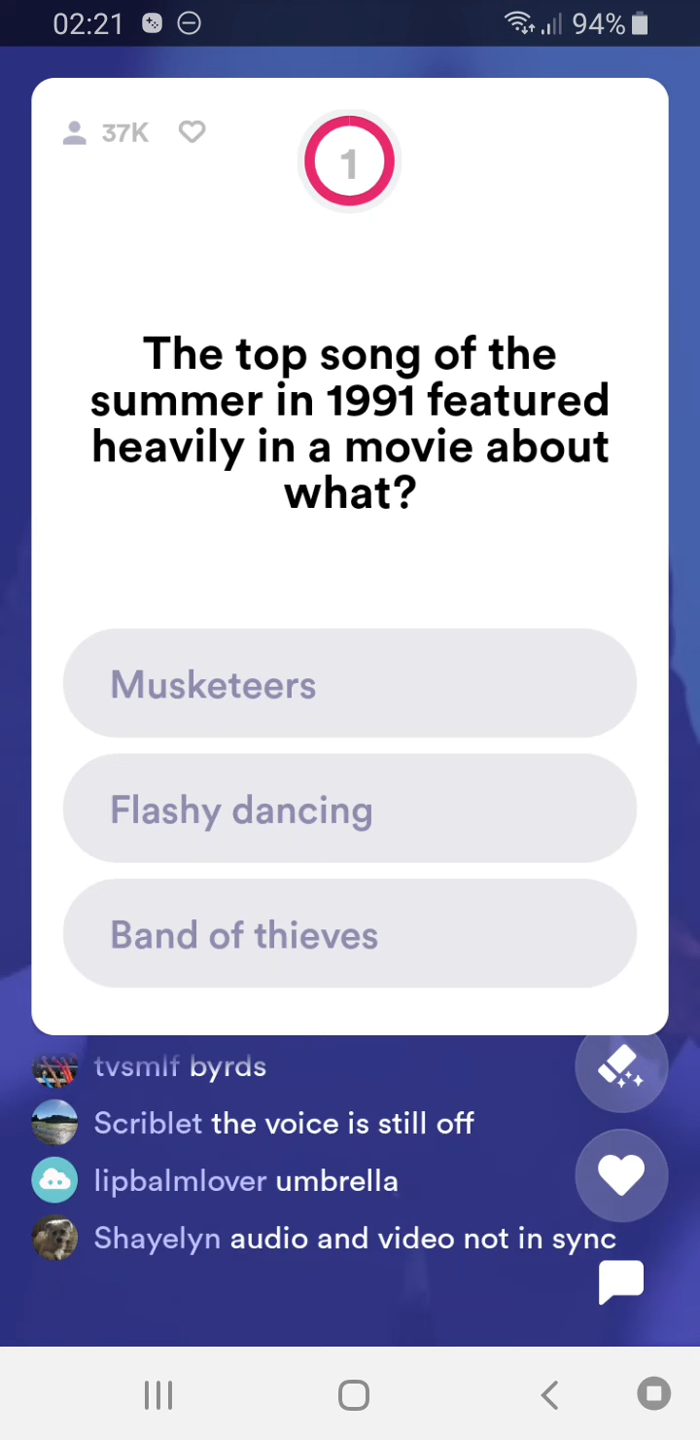 02:21 94%
37K
1
The top song of the
summer in 1991 featured
heavily in a movie about
what?
Musketeers
Flashy dancing
Band of thieves
tvsmlf byrds
Scriblet the voice is still off
lipbalmlover umbrella
Shayelyn audio and video not in sync